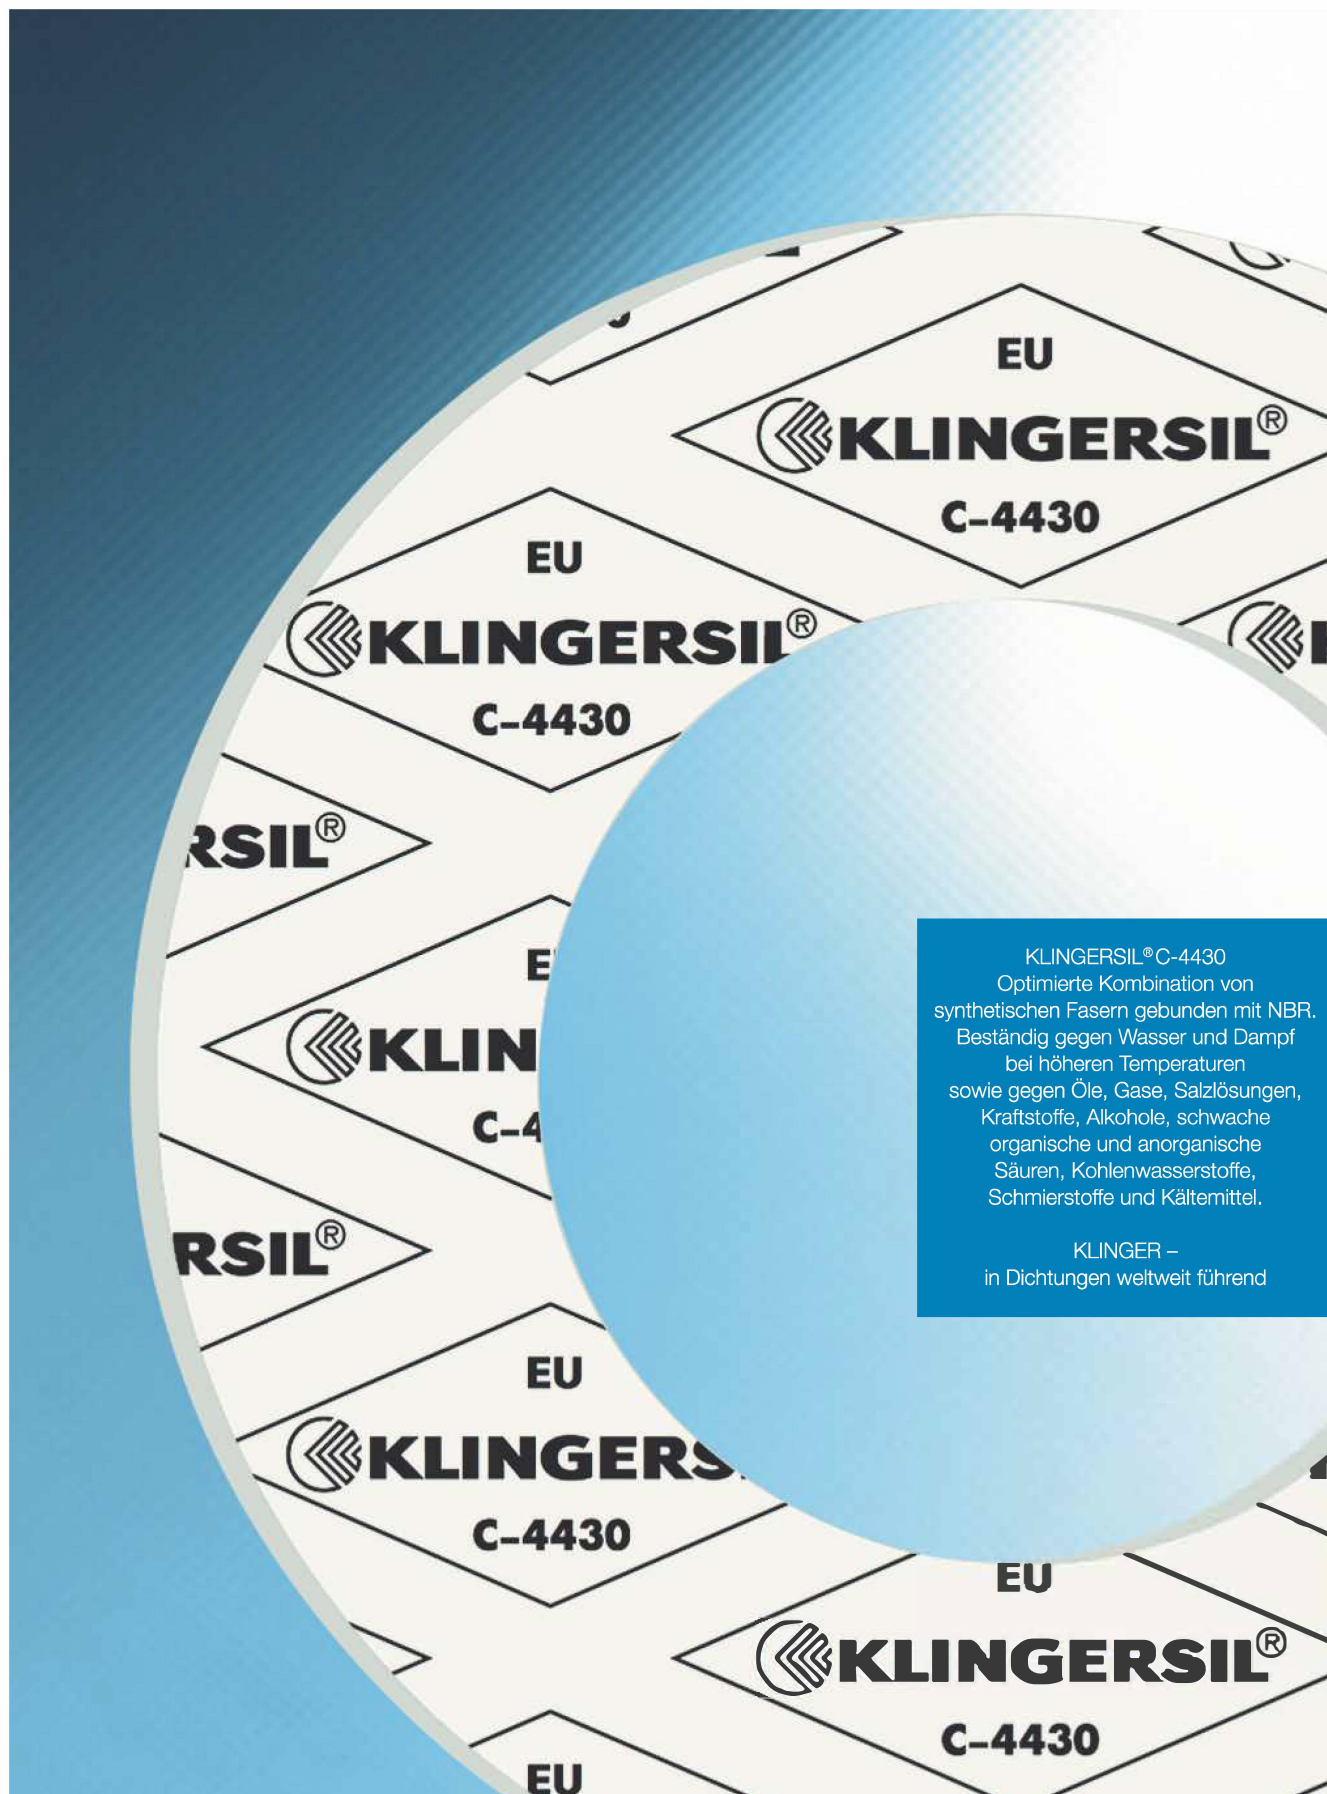 EU
KLINGERSIL®
C-4430
EU
KLINGERSIL®
C-4430
RSIL®
KLIN
C-4
RSIL®
EU
KLINGERS
C-4430
EU
KLINGERSIL®
C-4430
EU
KLINGERSIL® C-4430
Optimierte Kombination von
synthetischen Fasern gebunden mit NBR.
Beständig gegen Wasser und Dampf
bei höheren Temperaturen
sowie gegen Öle, Gase, Salzlösungen,
Kraftstoffe, Alkohole, schwache
organische und anorganische
Säuren, Kohlenwasserstoffe,
Schmierstoffe und Kältemittel.
KLINGER –
in Dichtungen weltweit führend